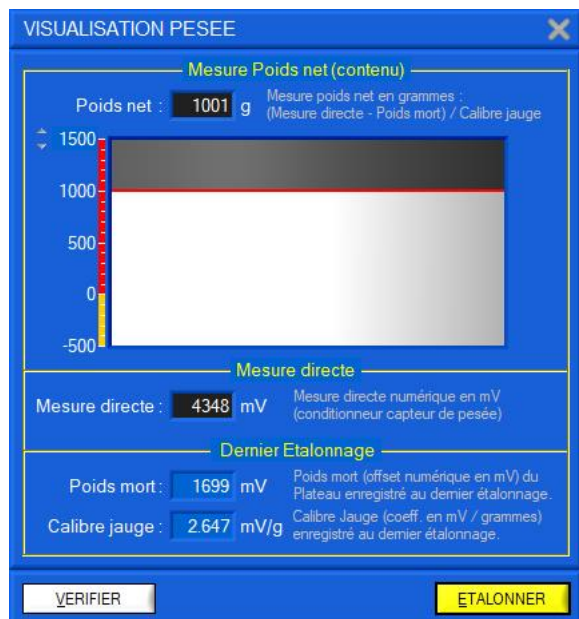 VISUALISATION PESEE
Mesure Poids net (contenu)
Poids net : 1001 g
Mesure poids net en grammes :
(Mesure directe - Poids mort) / Calibre jauge
1500
1000
500
0
-500
Mesure directe
Mesure directe : 4348 mV
Mesure directe numérique en mV
(conditionneur capteur de pesée)
Dernier Etalonnage
Poids mort : 1699 mV
Poids mort (offset numérique en mV) du
Plateau enregistré au dernier étalonnage.
Calibre jauge : 2.647 mV/g
Calibre Jauge (coeff. en mV / grammes)
enregistré au dernier étalonnage.
VERIFIER
ETALONNER